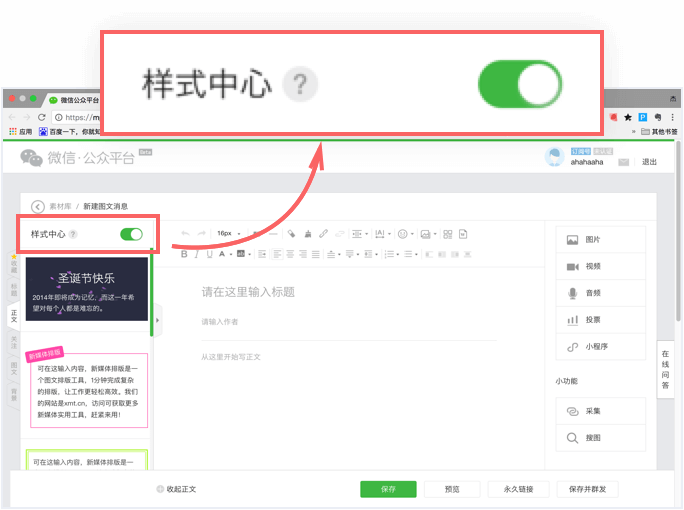 样式中心 ?
微信公众平台
https://m
应用
百度一下，你就知
其他书签
微信·公众平台 beta
订阅号 未认证
ahahaaha
退出
素材库 / 新建图文消息
样式中心 ?
16px
收藏
标题
正文
关注
图文
背景
圣诞节快乐
2014年即将成为记忆，而这一年希
望对每个人都是难忘的。
新媒体排版
可在这输入内容，新媒体排版是一
个图文排版工具，1分钟完成复杂
的排版，让工作更轻松高效。我们
的网站是xmt.cn，访问可获取更多
新媒体实用工具，赶紧来用！
可在这输入内容，新媒体排版是一
请在这里输入标题
请输入作者
从这里开始写正文
图片
视频
音频
投票
小程序
小功能
采集
搜图
在线问答
收起正文
保存
预览
永久链接
保存并群发